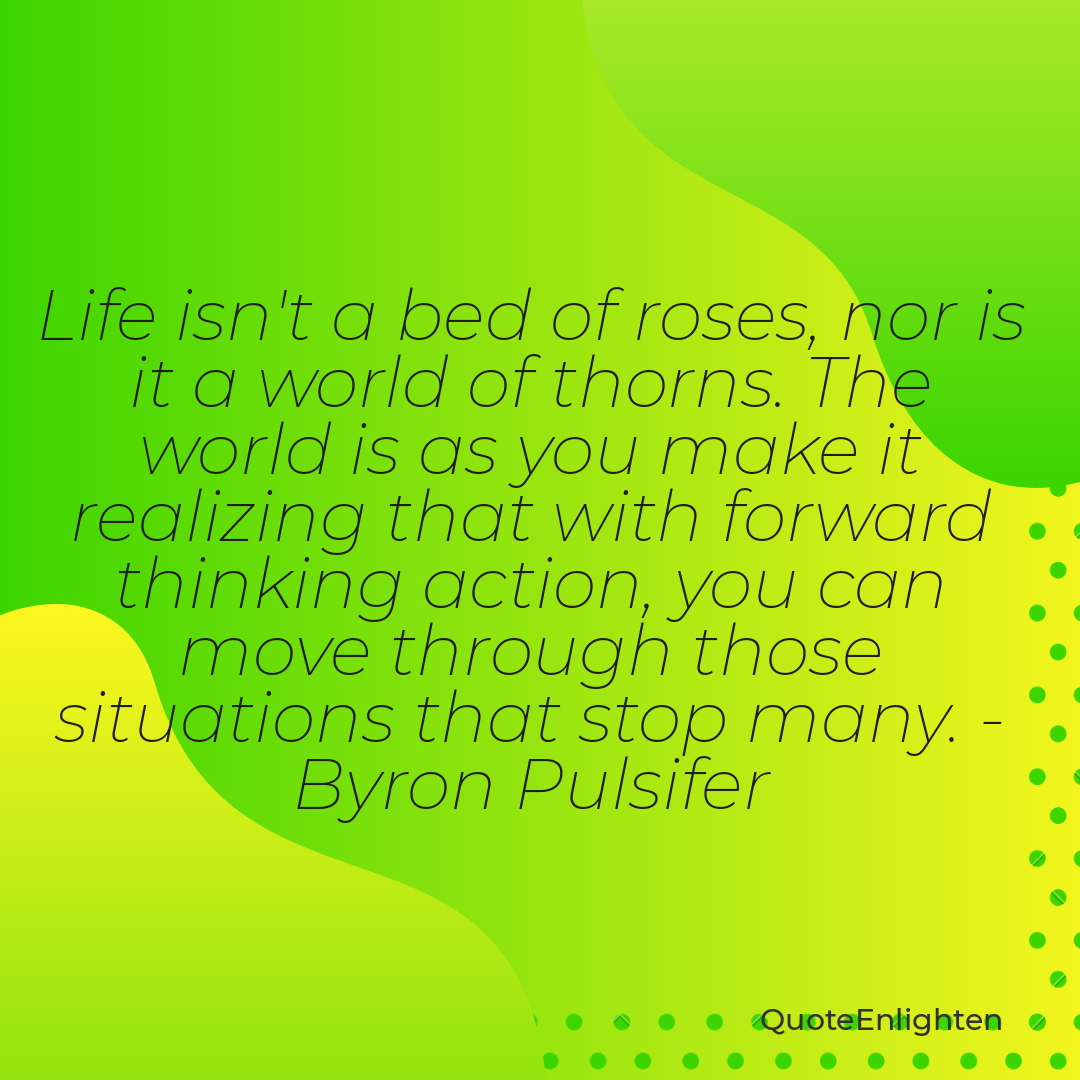 Life isn't a bed of roses, nor is
it a world of thorns. The
world is as you make it
realizing that with forward
thinking action, you can
move through those
situations that stop many. -
Byron Pulsifer
QuoteEnlighten